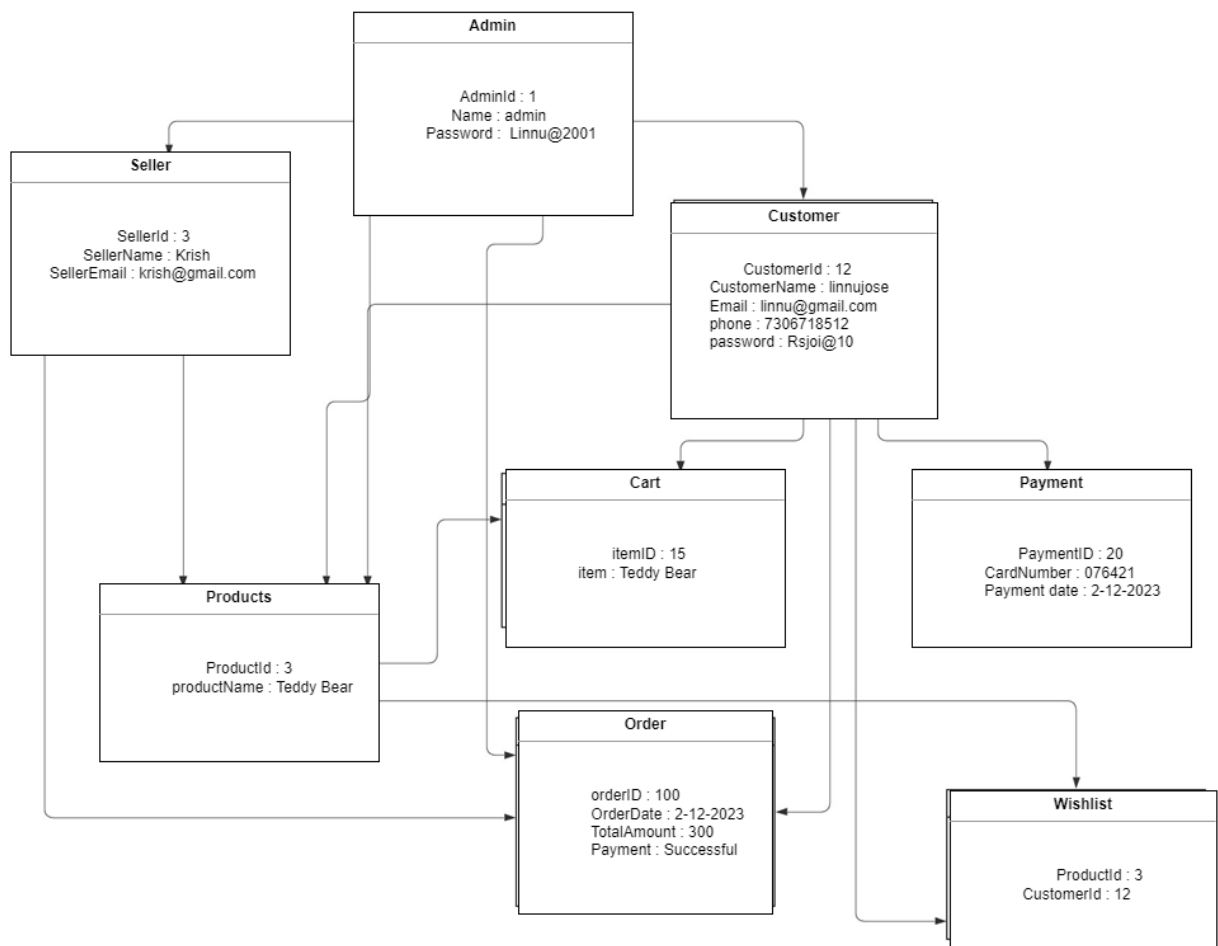 Admin
AdminId : 1
Name : admin
Password : Linnu@2001
Seller
SellerId : 3
SellerName : Krish
SellerEmail : krish@gmail.com
Customer
CustomerId : 12
CustomerName : linnujose
Email : linnu@gmail.com
phone : 7306718512
password : Rsjoi@10
Cart
itemID : 15
item : Teddy Bear
Payment
PaymentID : 20
CardNumber : 076421
Payment date : 2-12-2023
Products
ProductId : 3
productName : Teddy Bear
Order
orderID : 100
OrderDate : 2-12-2023
TotalAmount : 300
Payment : Successful
Wishlist
ProductId : 3
CustomerId : 12